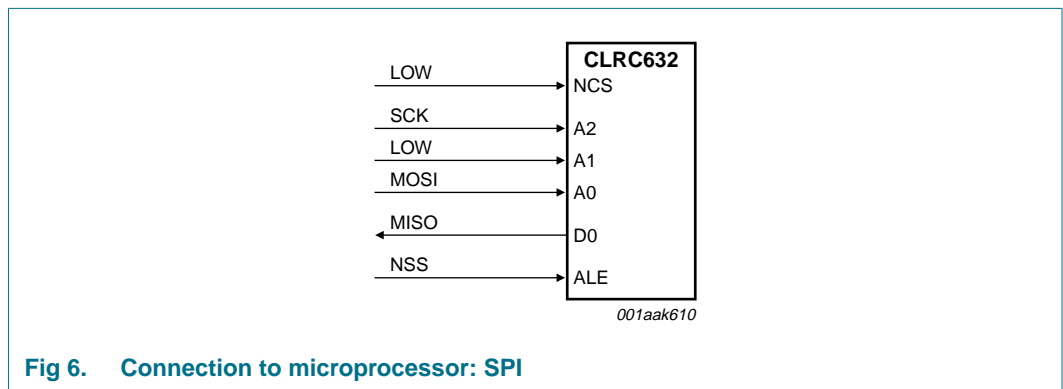 CLRC632
LOW NCS
SCK A2
LOW A1
MOSI A0
MISO D0
NSS ALE
001aak610
Fig 6. Connection to microprocessor: SPI